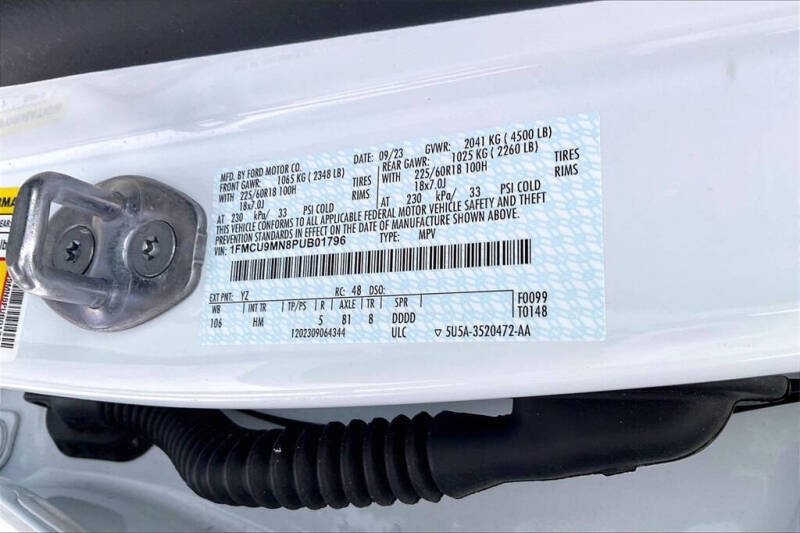 MFD. BY FORD MOTOR CO.
DATE: 09/23 GVWR: 2041 KG ( 4500 LB)
FRONT GAWR: 1065 KG ( 2348 LB) REAR GAWR: 1025 KG ( 2260 LB)
WITH 225/60R18 100H TIRES WITH 225/60R18 100H TIRES
18x7.0J RIMS 18x7.0J RIMS
AT 230 kPa/ 33 PSI COLD AT 230 kPa/ 33 PSI COLD
THIS VEHICLE CONFORMS TO ALL APPLICABLE FEDERAL MOTOR VEHICLE SAFETY AND THEFT
PREVENTION STANDARDS IN EFFECT ON THE DATE OF MANUFACTURE SHOWN ABOVE.
VIN: 1FMCU9MN8PUB01796 TYPE: MPV
EXT PNT: YZ RC: 48 DSO: F0099
WB INT TR TP/PS R AXLE TR SPR T0148
106 HM 5 81 8 DDDD
1202309064344 ULC ▽ 5U5A-3520472-AA